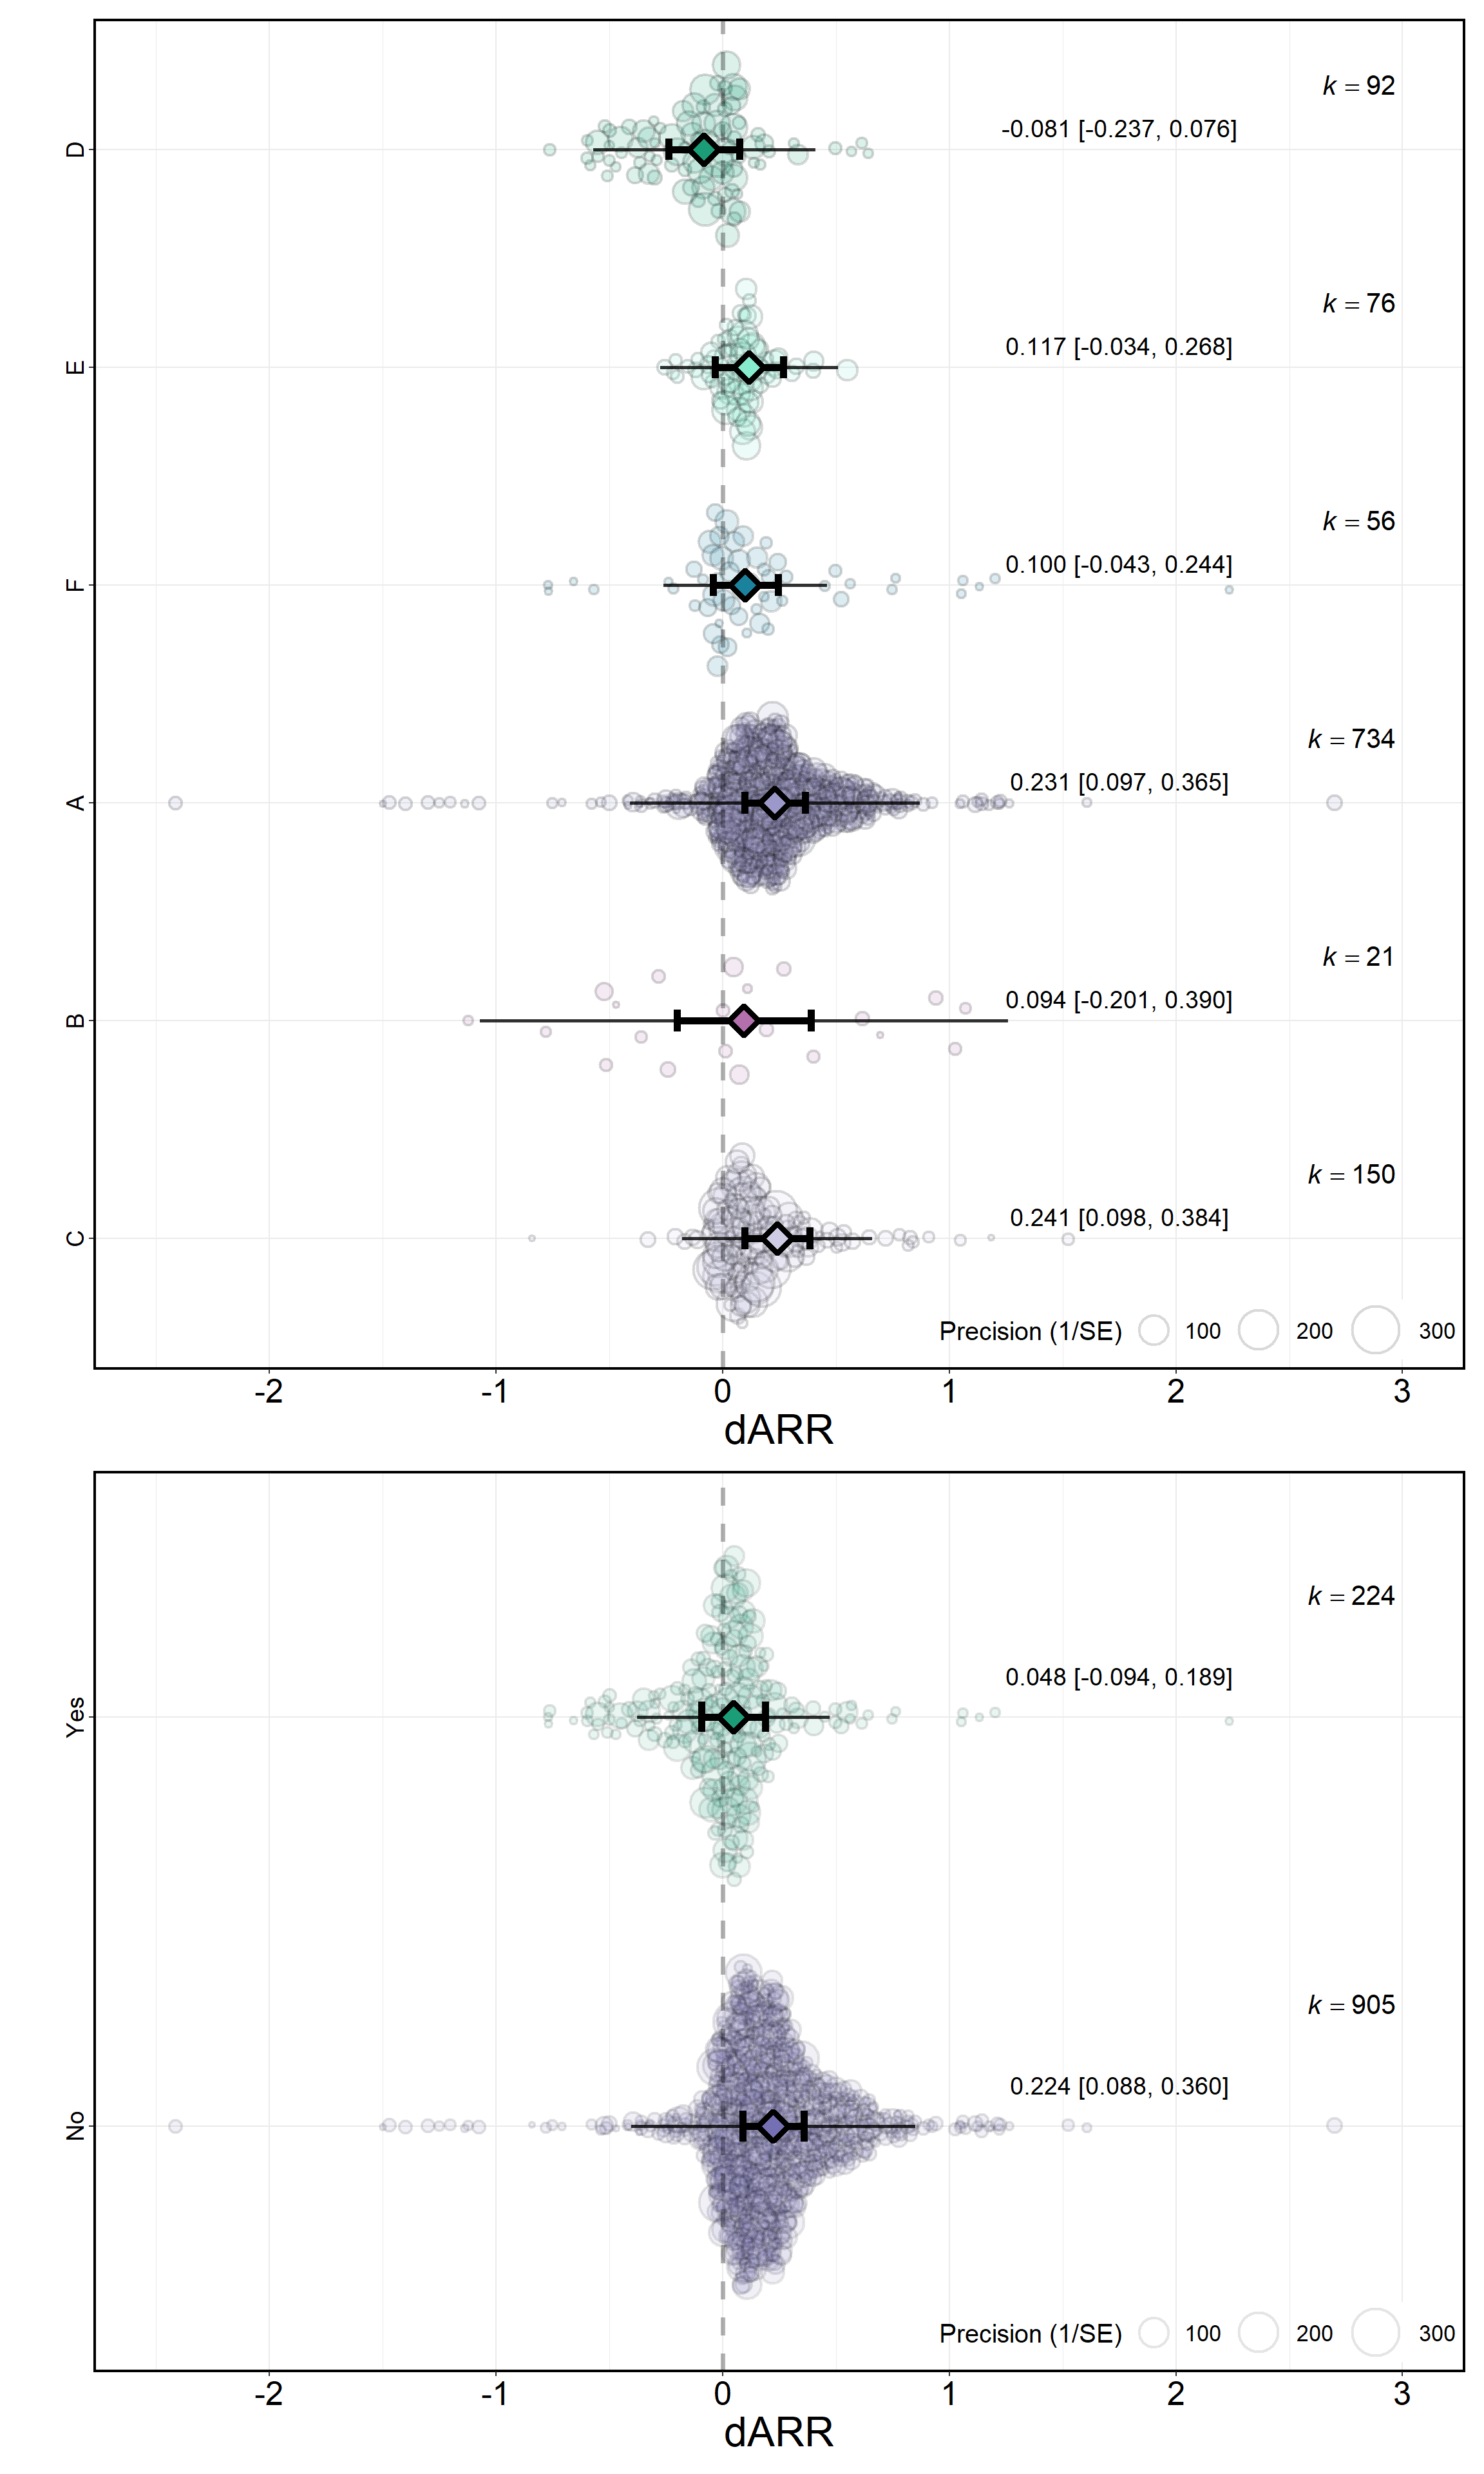 k = 92
D
-0.081 [-0.237, 0.076]
k = 76
E
0.117 [-0.034, 0.268]
k = 56
F
0.100 [-0.043, 0.244]
k = 734
A
0.231 [0.097, 0.365]
k = 21
B
0.094 [-0.201, 0.390]
k = 150
C
0.241 [0.098, 0.384]
Precision (1/SE) 100 200 300
-2 -1 0 1 2 3
dARR
k = 224
Yes
0.048 [-0.094, 0.189]
k = 905
No
0.224 [0.088, 0.360]
Precision (1/SE) 100 200 300
-2 -1 0 1 2 3
dARR